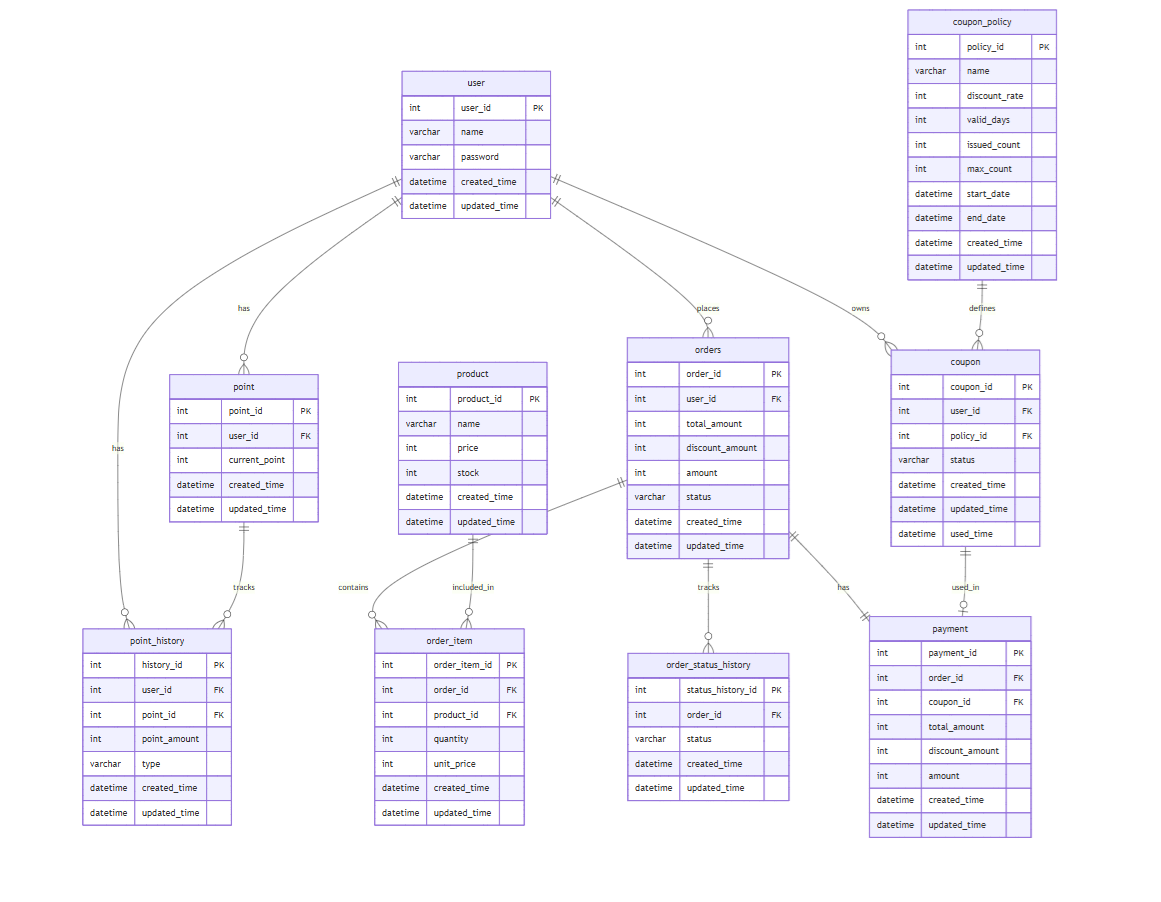 coupon_policy
int policy_id PK
varchar name
int discount_rate
int valid_days
int issued_count
int max_count
datetime start_date
datetime end_date
datetime created_time
datetime updated_time
user
int user_id PK
varchar name
varchar password
datetime created_time
datetime updated_time
has
places
owns
defines
orders
int order_id PK
int user_id FK
int total_amount
int discount_amount
int amount
varchar status
datetime created_time
datetime updated_time
coupon
int coupon_id PK
int user_id FK
int policy_id FK
varchar status
datetime created_time
datetime updated_time
datetime used_time
product
int product_id PK
varchar name
int price
int stock
datetime created_time
datetime updated_time
point
int point_id PK
int user_id FK
int current_point
datetime created_time
datetime updated_time
has
tracks
contains
included_in
tracks
has
used_in
point_history
int history_id PK
int user_id FK
int point_id FK
int point_amount
varchar type
datetime created_time
datetime updated_time
order_item
int order_item_id PK
int order_id FK
int product_id FK
int quantity
int unit_price
datetime created_time
datetime updated_time
order_status_history
int status_history_id PK
int order_id FK
varchar status
datetime created_time
datetime updated_time
payment
int payment_id PK
int order_id FK
int coupon_id FK
int total_amount
int discount_amount
int amount
datetime created_time
datetime updated_time